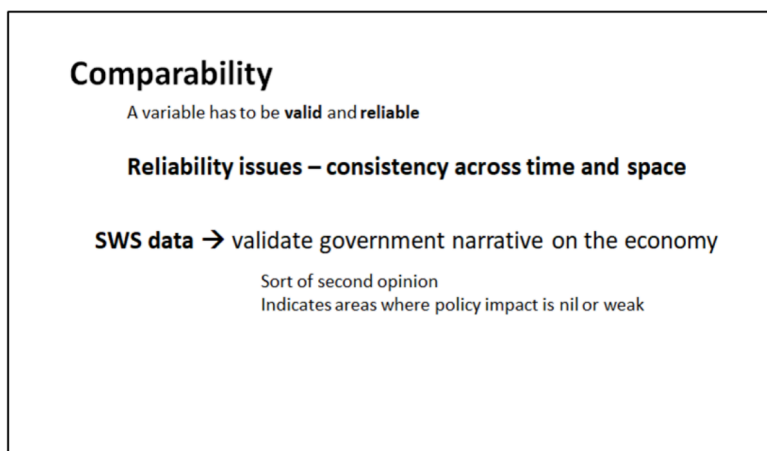 Comparability
A variable has to be valid and reliable
Reliability issues – consistency across time and space
SWS data → validate government narrative on the economy
Sort of second opinion
Indicates areas where policy impact is nil or weak